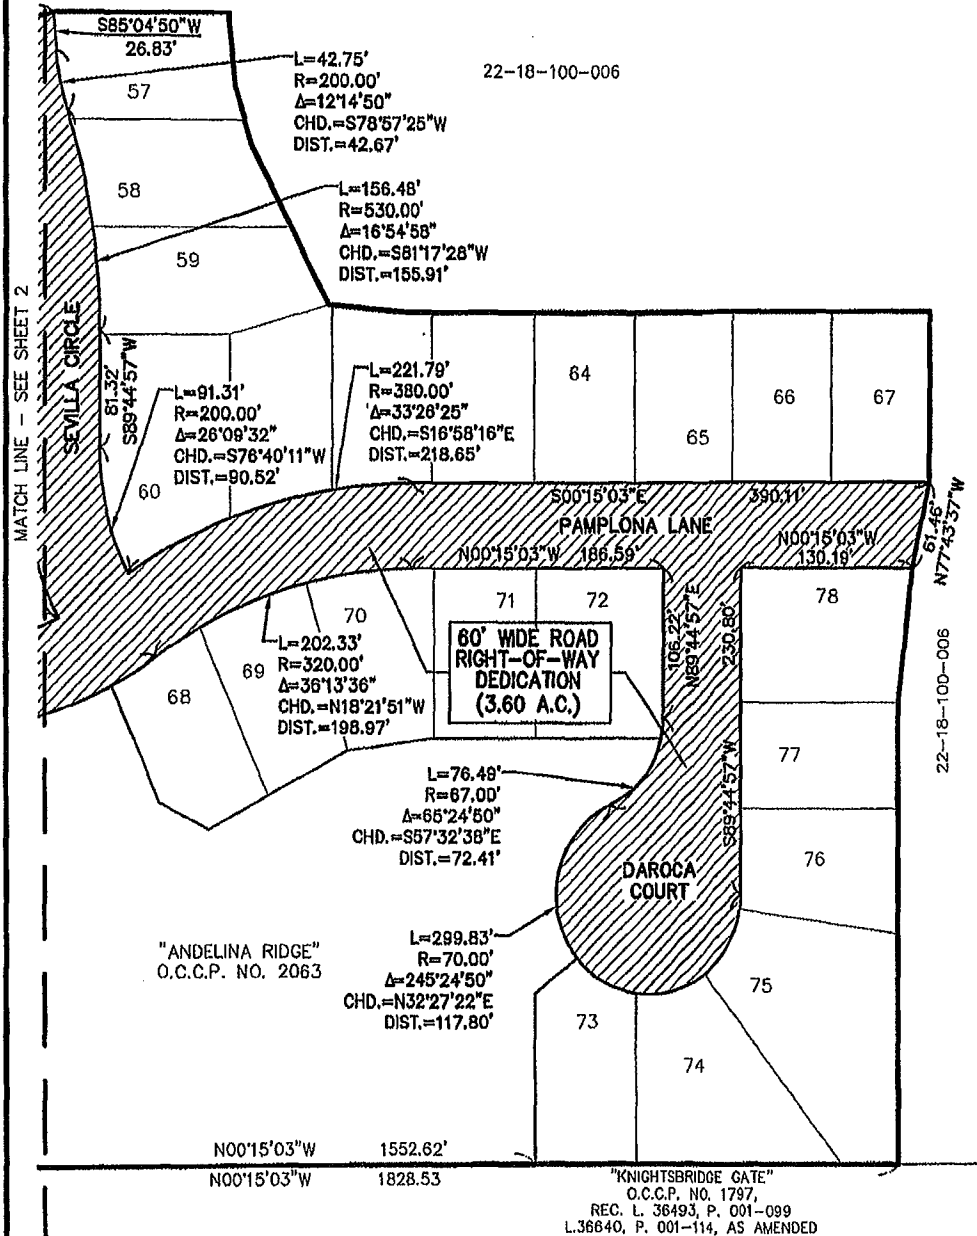 S85°04'50"W
26.83'
57
L=42.75'
R=200.00'
Δ=12°14'50"
CHD.=S78°57'25"W
DIST.=42.67'
22-18-100-006
58
L=156.48'
R=530.00'
Δ=16°54'58"
CHD.=S81°17'28"W
DIST.=155.91'
59
MATCH LINE - SEE SHEET 2
SEVILLA CIRCLE
81.32'
S89°44'57"W
L=91.31'
R=200.00'
Δ=26°09'32"
CHD.=S76°40'11"W
DIST.=90.52'
60
L=221.79'
R=380.00'
Δ=33°26'25"
CHD.=S16°58'16"E
DIST.=218.65'
64
65
66
67
S00°15'03"E 390.11'
PAMPLONA LANE
N00°15'03"W 186.59'
N00°15'03"W
130.19'
61.46'
N77°43'37"W
68
69
70
71
72
78
L=202.33'
R=320.00'
Δ=36°13'36"
CHD.=N18°21'51"W
DIST.=198.97'
60' WIDE ROAD
RIGHT-OF-WAY
DEDICATION
(3.60 A.C.)
106.22'
N89°44'57"E
230.80'
S89°44'57"W
22-18-100-006
77
L=76.49'
R=67.00'
Δ=65°24'50"
CHD.=S57°32'38"E
DIST.=72.41'
76
DAROCA
COURT
"ANDELINA RIDGE"
O.C.C.P. NO. 2063
L=299.83'
R=70.00'
Δ=245°24'50"
CHD.=N32°27'22"E
DIST.=117.80'
75
73
74
N00°15'03"W 1552.62'
N00°15'03"W 1828.53
"KNIGHTSBRIDGE GATE"
O.C.C.P. NO. 1797,
REC. L. 36493, P. 001-099
L.36640, P. 001-114, AS AMENDED